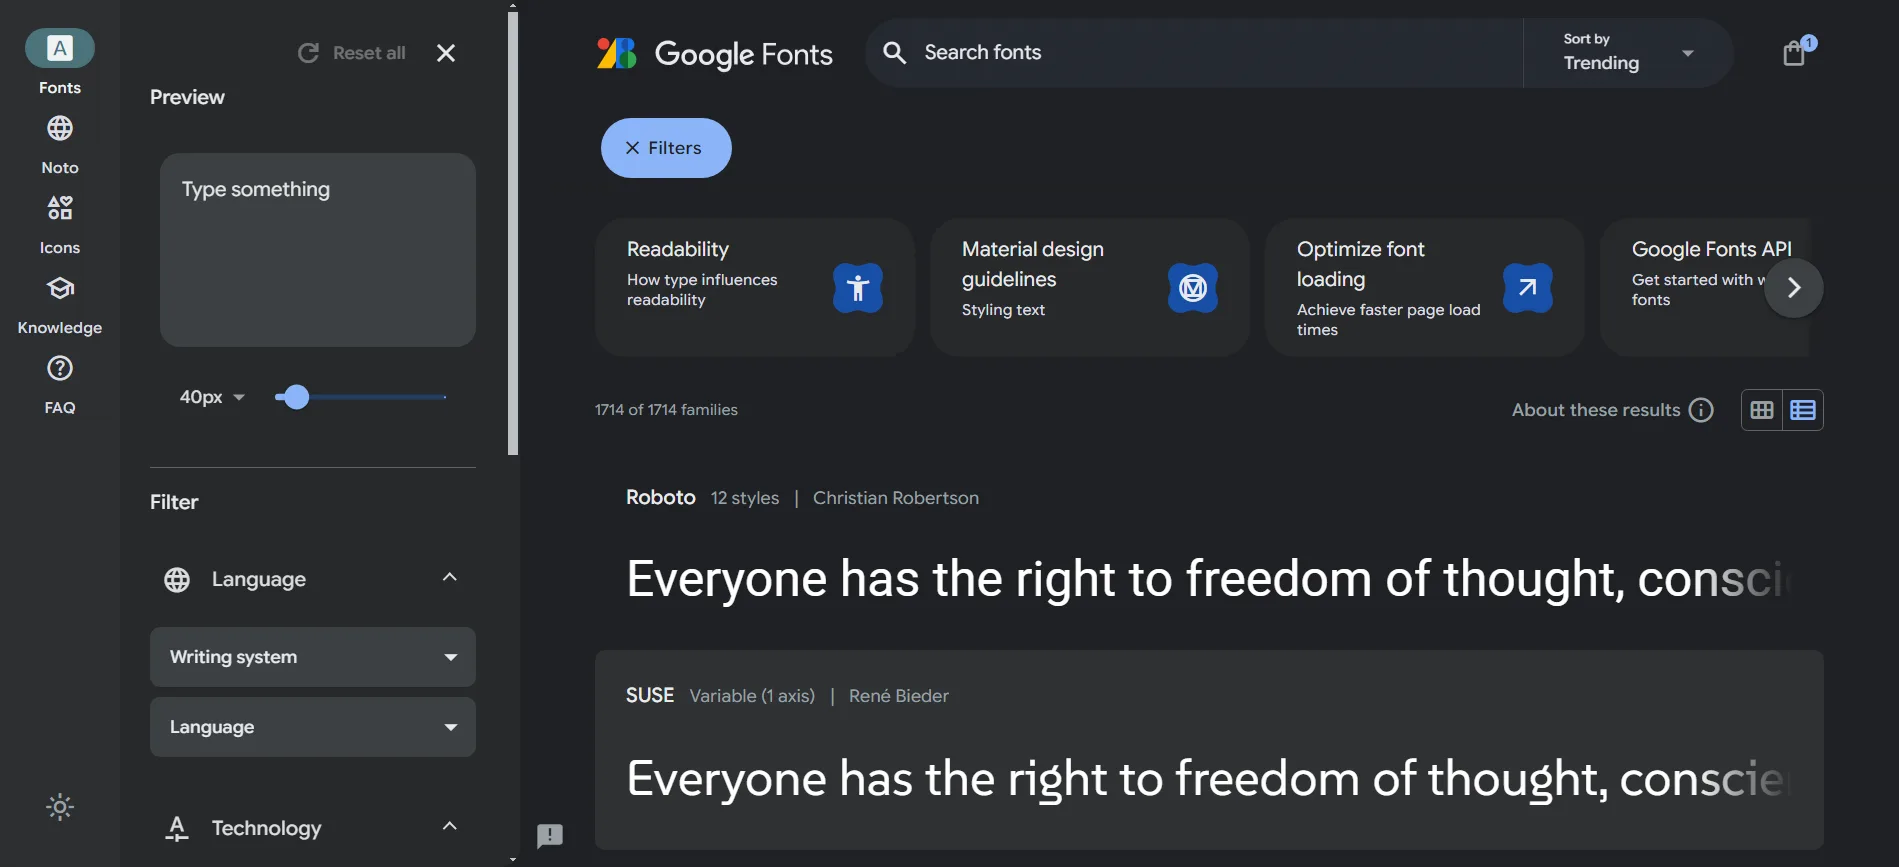 A
Fonts
Noto
Icons
Knowledge
FAQ
Reset all
Preview
Type something
40px
Filter
Language
Writing system
Language
Technology
Google Fonts
Search fonts
Sort by
Trending
1
Filters
Readability
How type influences
readability
Material design
guidelines
Styling text
Optimize font
loading
Achieve faster page load
times
Google Fonts API
Get started with
fonts
1714 of 1714 families
About these results
Roboto 12 styles | Christian Robertson
Everyone has the right to freedom of thought, consci
SUSE Variable (1 axis) | René Bieder
Everyone has the right to freedom of thought, conscie